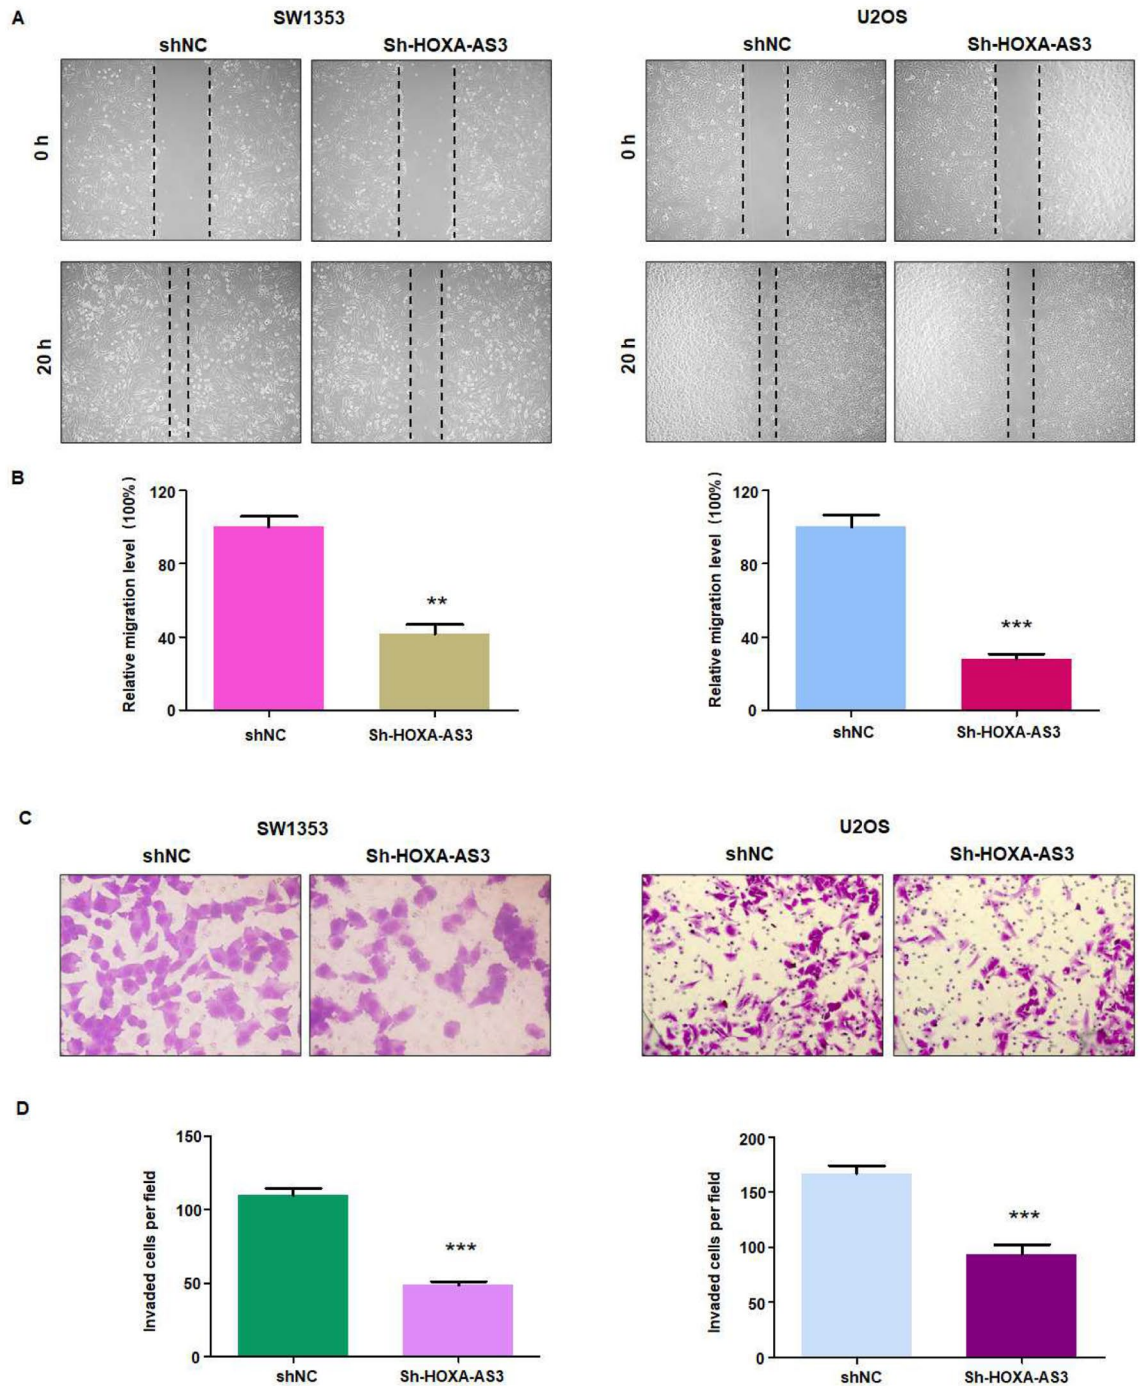 A
SW1353
U2OS
shNC
Sh-HOXA-AS3
shNC
Sh-HOXA-AS3
0 h
0 h
20 h
20 h
B
Relative migration level (100%)
120
80
40
0
**
shNC
Sh-HOXA-AS3
Relative migration level (100%)
120
80
40
0
***
shNC
Sh-HOXA-AS3
C
SW1353
U2OS
shNC
Sh-HOXA-AS3
shNC
Sh-HOXA-AS3
D
Invaded cells per field
150
100
50
0
***
shNC
Sh-HOXA-AS3
Invaded cells per field
200
150
100
50
0
***
shNC
Sh-HOXA-AS3